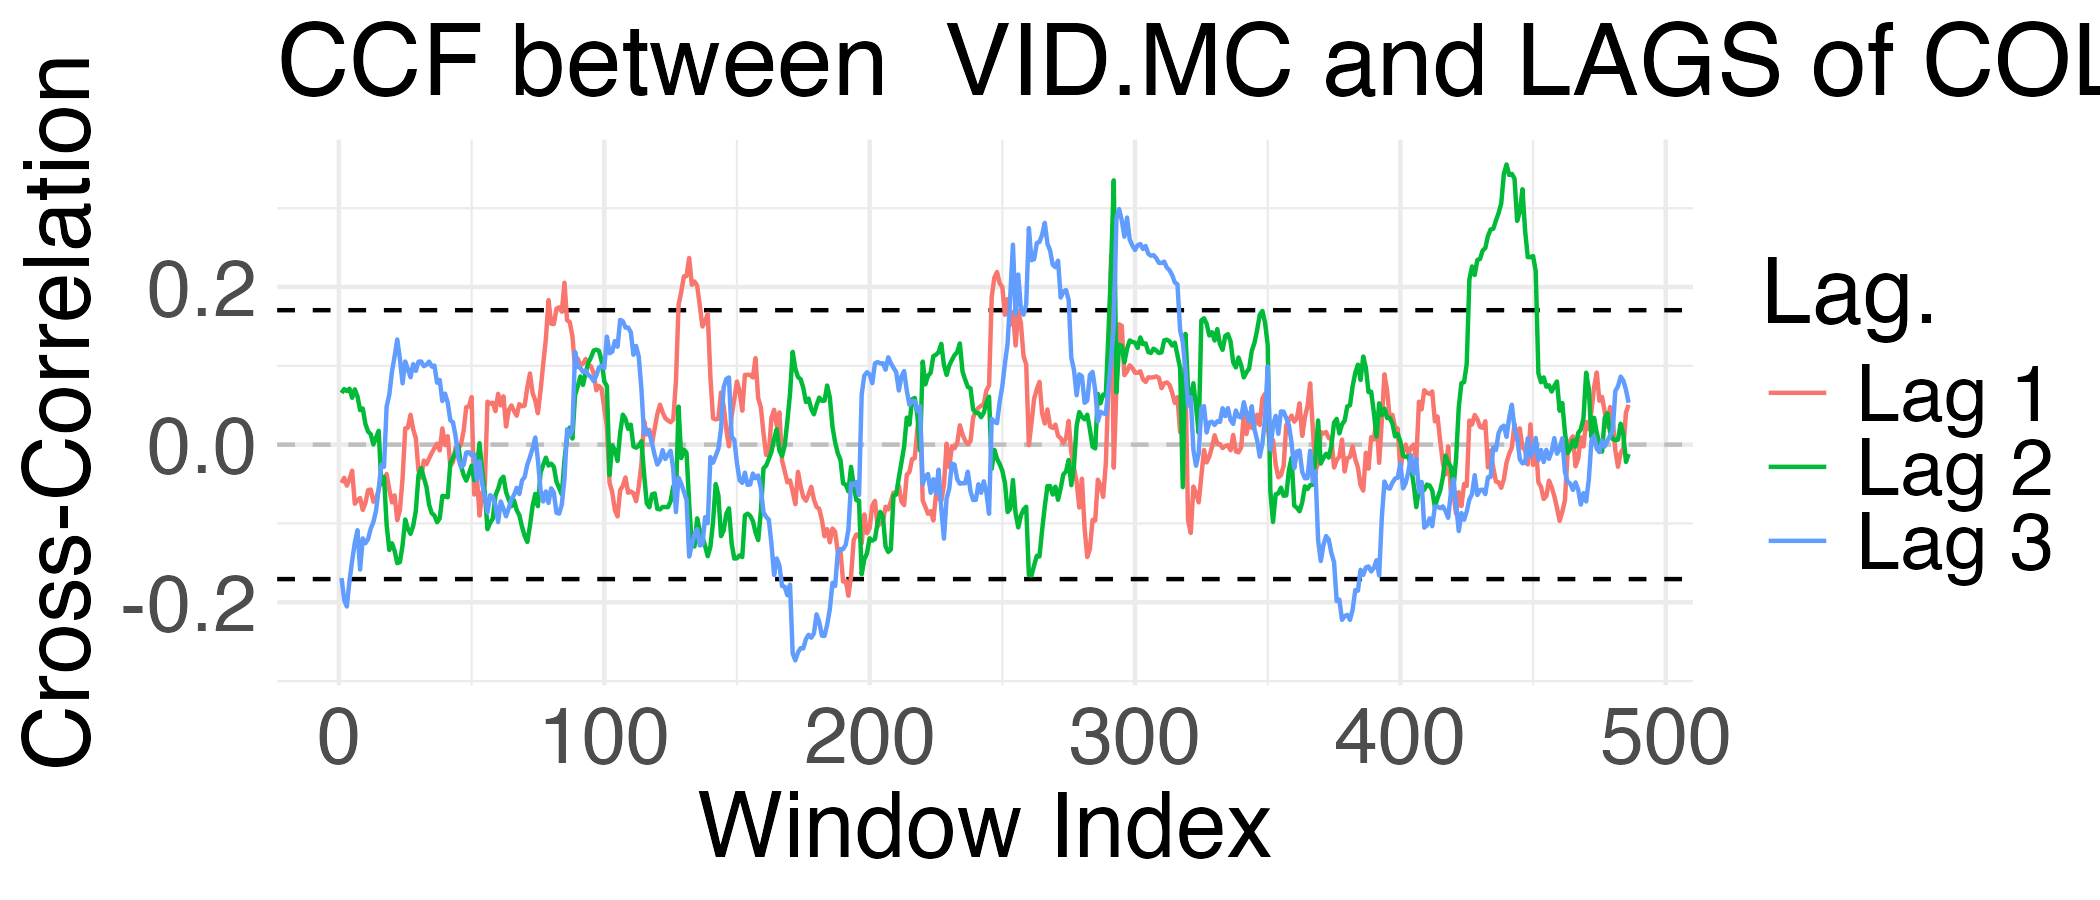 CCF between  VID.MC and LAGS of COL
Cross-Correlation
0.2
0.0
-0.2
0
100
200
300
400
500
Window Index
Lag.
Lag 1
Lag 2
Lag 3